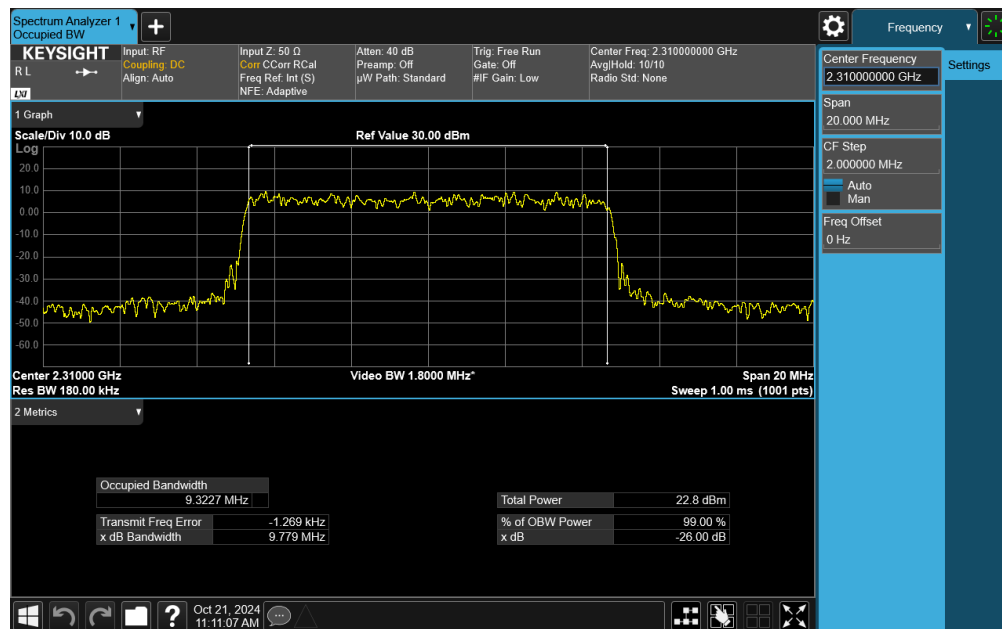 Spectrum Analyzer 1
Occupied BW
+
Frequency
KEYSIGHT
R L
LXI
Input: RF
Coupling: DC
Align: Auto
Input Z: 50 Ω
Corr CCorr RCal
Freq Ref: Int (S)
NFE: Adaptive
Atten: 40 dB
Preamp: Off
µW Path: Standard
Trig: Free Run
Gate: Off
#IF Gain: Low
Center Freq: 2.310000000 GHz
Avg|Hold: 10/10
Radio Std: None
Center Frequency
2.310000000 GHz
Settings
Span
20.000 MHz
CF Step
2.000000 MHz
Auto
Man
Freq Offset
0 Hz
1 Graph
Scale/Div 10.0 dB
Ref Value 30.00 dBm
Log
20.0
10.0
0.00
-10.0
-20.0
-30.0
-40.0
-50.0
-60.0
Center 2.31000 GHz
Video BW 1.8000 MHz*
Span 20 MHz
Res BW 180.00 kHz
Sweep 1.00 ms (1001 pts)
2 Metrics
Occupied Bandwidth
9.3227 MHz
Total Power 22.8 dBm
Transmit Freq Error -1.269 kHz
% of OBW Power 99.00 %
x dB Bandwidth 9.779 MHz
x dB -26.00 dB
?
Oct 21, 2024
11:11:07 AM